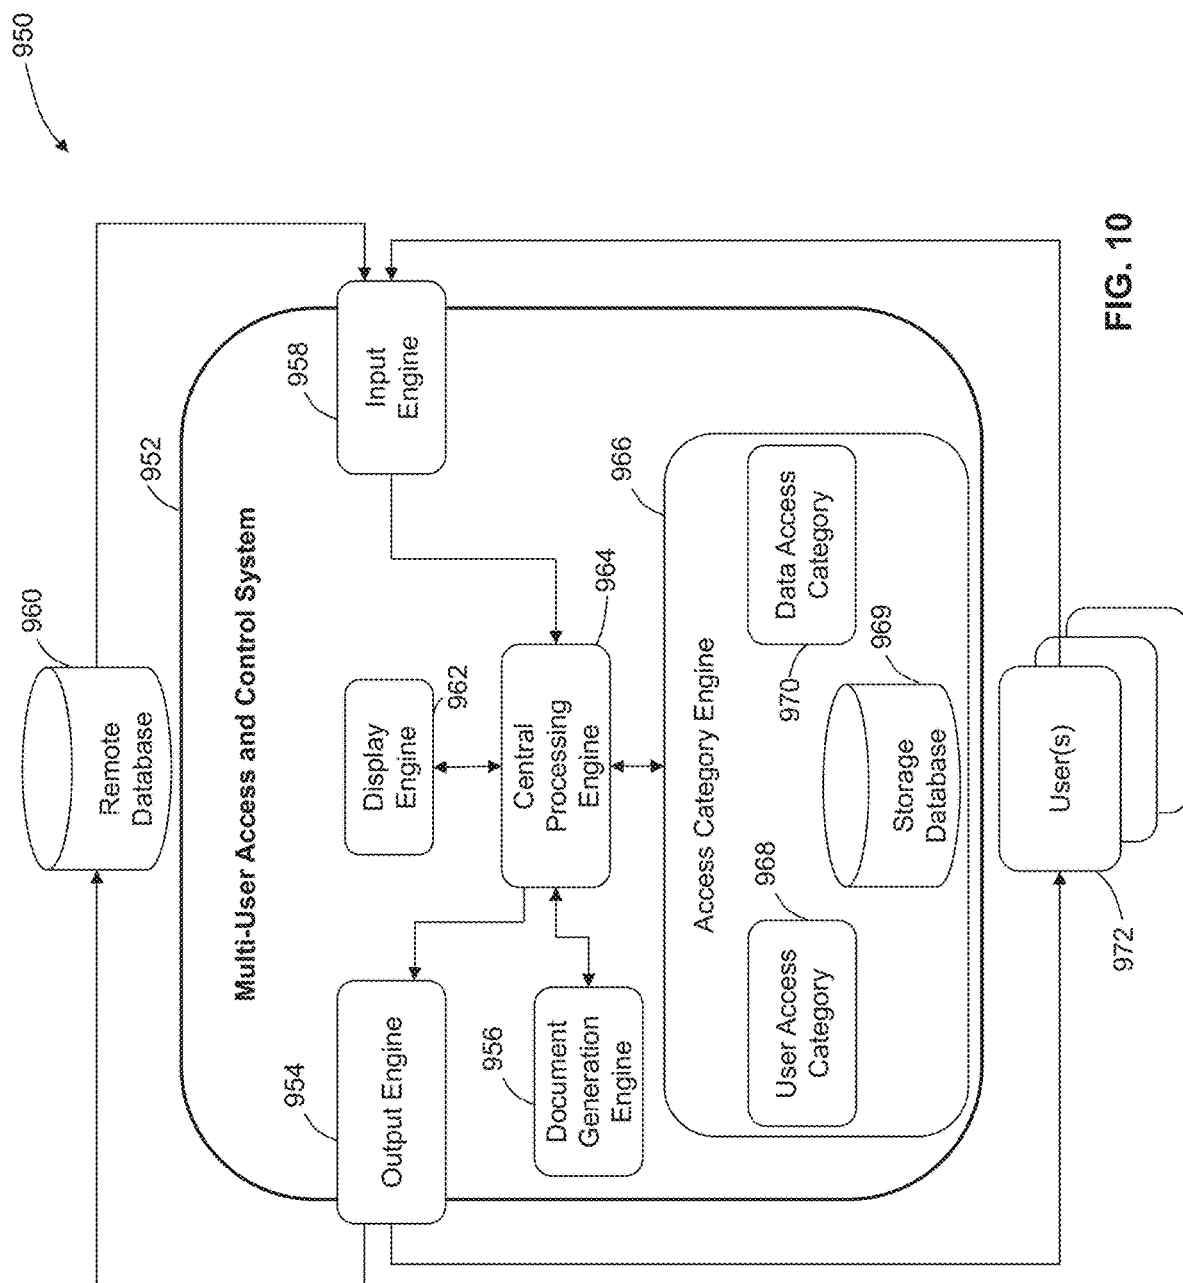 950
960
Remote
Database
952
Multi-User Access and Control System
954
Output Engine
958
Input
Engine
962
Display
Engine
964
Central
Processing
Engine
956
Document
Generation
Engine
966
Access Category Engine
968
User Access
Category
970
Data Access
Category
969
Storage
Database
972
User(s)
FIG. 10